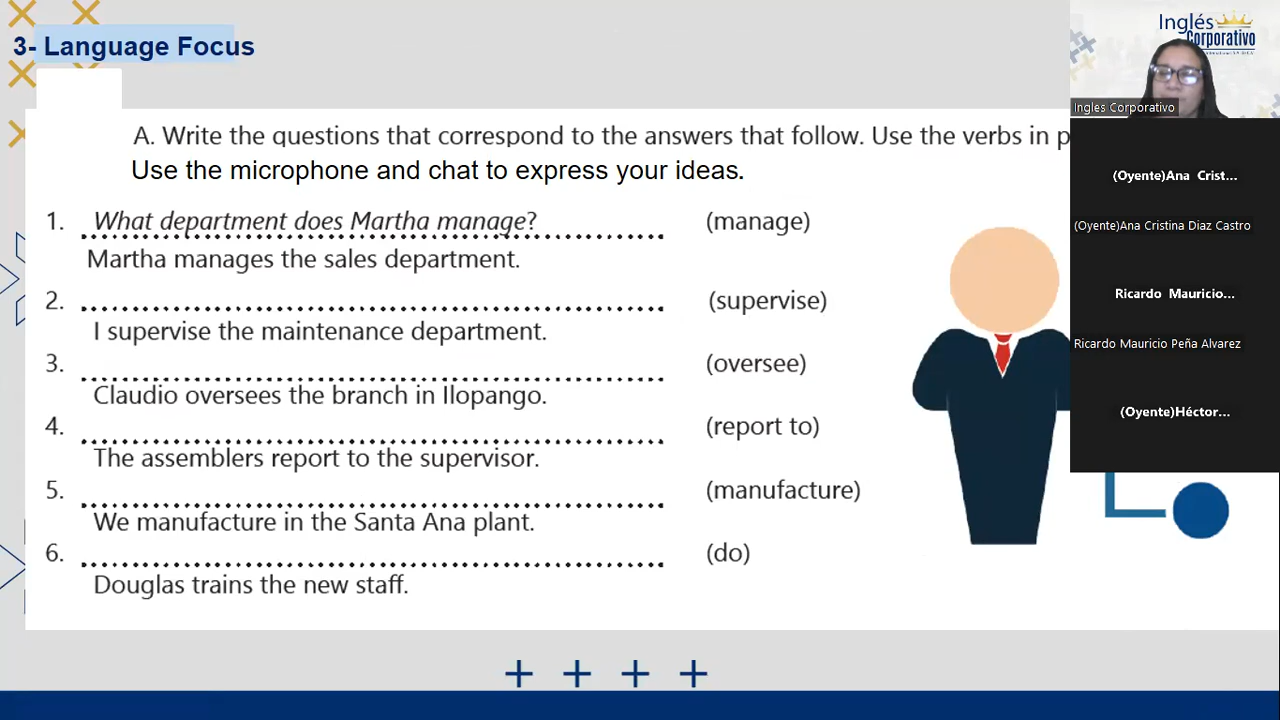 3- Language Focus
A. Write the questions that correspond to the answers that follow. Use the verbs in p
Use the microphone and chat to express your ideas.
1. What department does Martha manage? (manage)
Martha manages the sales department.
2. (supervise)
I supervise the maintenance department.
3. (oversee)
Claudio oversees the branch in Ilopango.
4. (report to)
The assemblers report to the supervisor.
5. (manufacture)
We manufacture in the Santa Ana plant.
6. (do)
Douglas trains the new staff.
Inglés
Corporativo
Ingles Corporativo
(Oyente)Ana Crist...
(Oyente)Ana Cristina Diaz Castro
Ricardo Mauricio...
Ricardo Mauricio Peña Alvarez
(Oyente)Héctor...